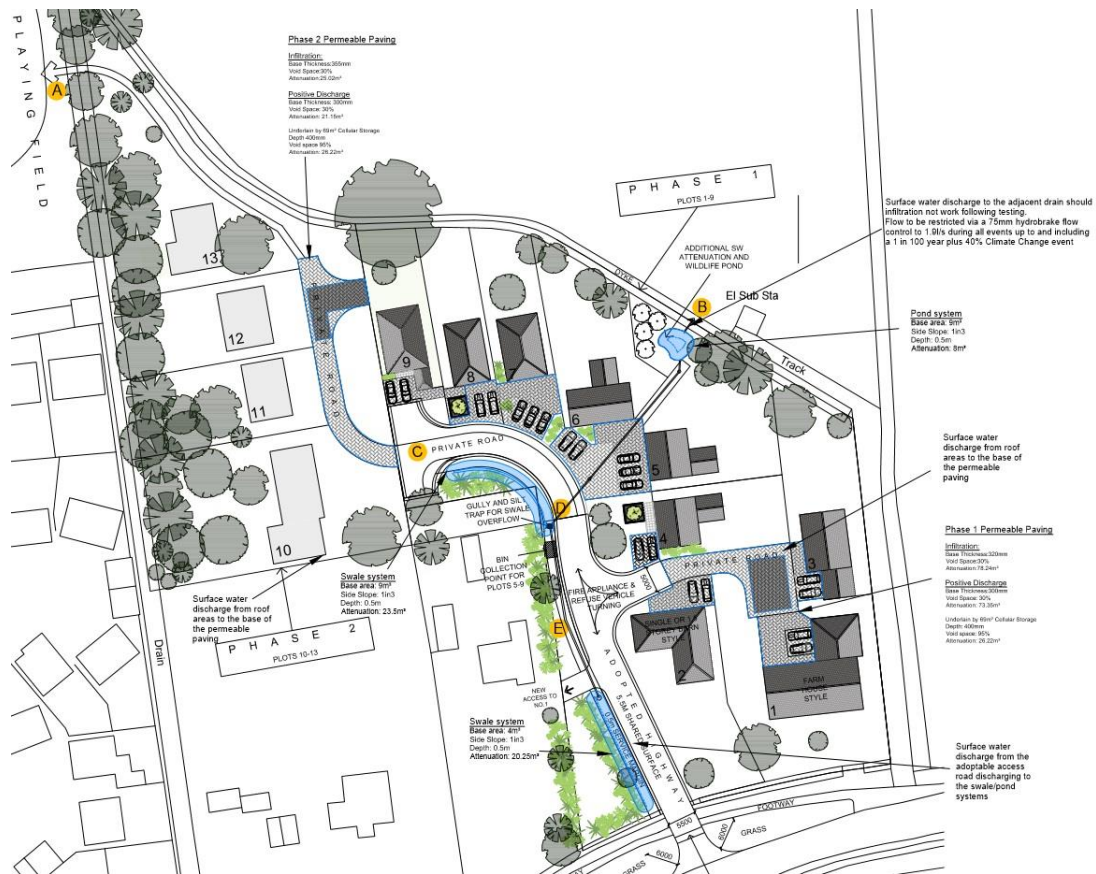 PLAYING FIELD
A
Phase 2 Permeable Paving
Infiltration:
Base Thickness:355mm
Void Space:30%
Attenuation:25.02m³
Positive Discharge
Base Thickness: 300mm
Void Space: 30%
Attenuation: 21.15m³
Underlain by 69m² Cellular Storage
Depth 400mm
Void space 95%
Attenuation: 26.22m³
PHASE 1
PLOTS 1-9
Surface water discharge to the adjacent drain should
infiltration not work following testing.
Flow to be restricted via a 75mm hydrobrake flow
control to 1.9l/s during all events up to and including
a 1 in 100 year plus 40% Climate Change event
ADDITIONAL SW
ATTENUATION AND
WILDLIFE POND
DYKE
B
El Sub Sta
Track
Pond system
Base area: 9m²
Side Slope: 1in3
Depth: 0.5m
Attenuation: 8m³
13
12
11
10
PRIVATE ROAD
9
8
7
6
5
4
3
2
1
C
PRIVATE ROAD
D
GULLY AND SILT
TRAP FOR SWALE
OVERFLOW
BIN
COLLECTION
POINT FOR
PLOTS 5-9
Swale system
Base area: 9m²
Side Slope: 1in3
Depth: 0.5m
Attenuation: 23.5m³
Surface water
discharge from roof
areas to the base of
the permeable
paving
PHASE 2
PLOTS 10-13
Drain
E
FIRE APPLIANCE &
REFUSE VEHICLE
TURNING
5000
PRIVATE ROAD
SINGLE OR 1.5
STOREY BARN
STYLE
FARM
HOUSE
STYLE
Surface water
discharge from roof
areas to the base
of the permeable
paving
Phase 1 Permeable Paving
Infiltration:
Base Thickness:320mm
Void Space:30%
Attenuation:78.24m³
Positive Discharge
Base Thickness:300mm
Void Space: 30%
Attenuation: 73.35m³
Underlain by 69m² Cellular Storage
Depth: 400mm
Void space: 95%
Attenuation: 26.22m³
NEW
ACCESS TO
NO.1
Swale system
Base area: 4m²
Side Slope: 1in3
Depth: 0.5m
Attenuation: 20.25m³
0.5m SERVICE MARGIN
ADOPTED HIGHWAY
5.5M SHARED SURFACE
Surface water
discharge from the
adoptable access
road discharging to
the swale/pond
systems
FOOTWAY
GRASS
6000
5500
6000
GRASS